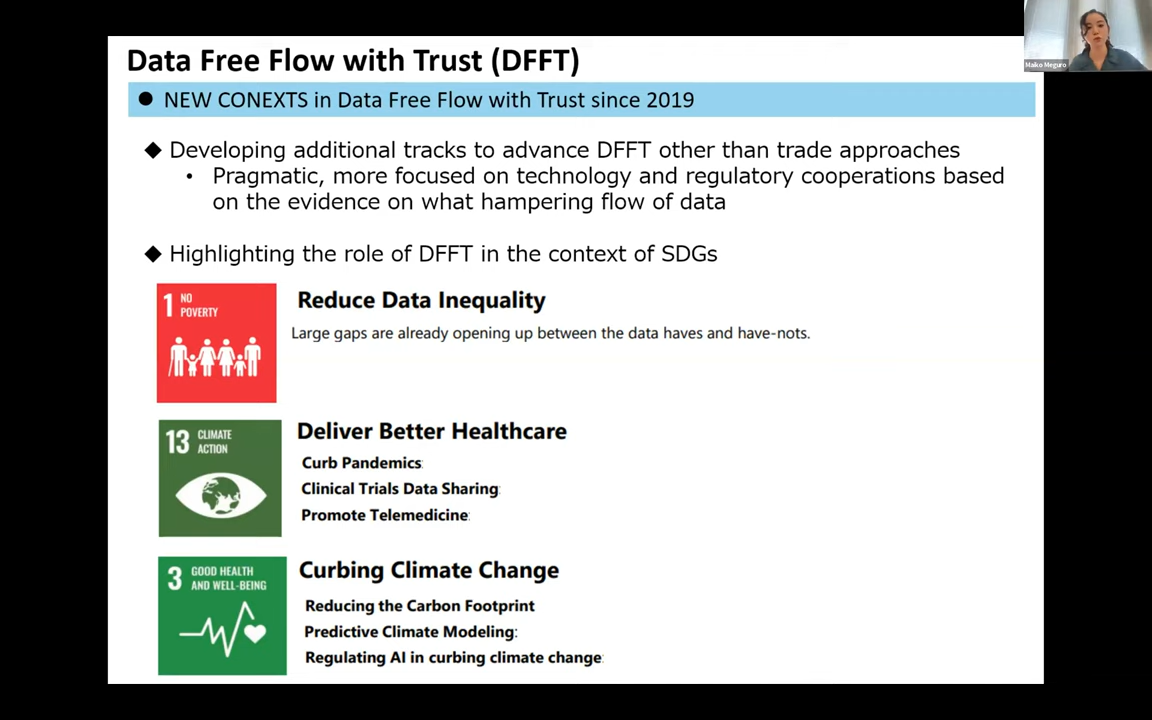 Data Free Flow with Trust (DFFT)
Maiko Meguro
● NEW CONEXTS in Data Free Flow with Trust since 2019
◆ Developing additional tracks to advance DFFT other than trade approaches
• Pragmatic, more focused on technology and regulatory cooperations based
on the evidence on what hampering flow of data
◆ Highlighting the role of DFFT in the context of SDGs
1 NO
POVERTY
Reduce Data Inequality
Large gaps are already opening up between the data haves and have-nots.
13 CLIMATE
ACTION
Deliver Better Healthcare
Curb Pandemics:
Clinical Trials Data Sharing:
Promote Telemedicine:
3 GOOD HEALTH
AND WELL-BEING
Curbing Climate Change
Reducing the Carbon Footprint
Predictive Climate Modeling:
Regulating AI in curbing climate change: